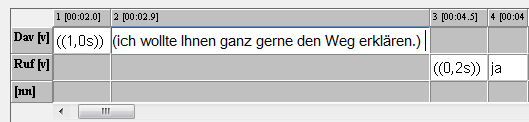 1 [00:02.0] 2 [00:02.9] 3 [00:04.5] 4 [00:04
Dav [v] ((1,0s)) (ich wollte Ihnen ganz gerne den Weg erklären.)
Ruf [v] ((0,2s)) ja
[nn]